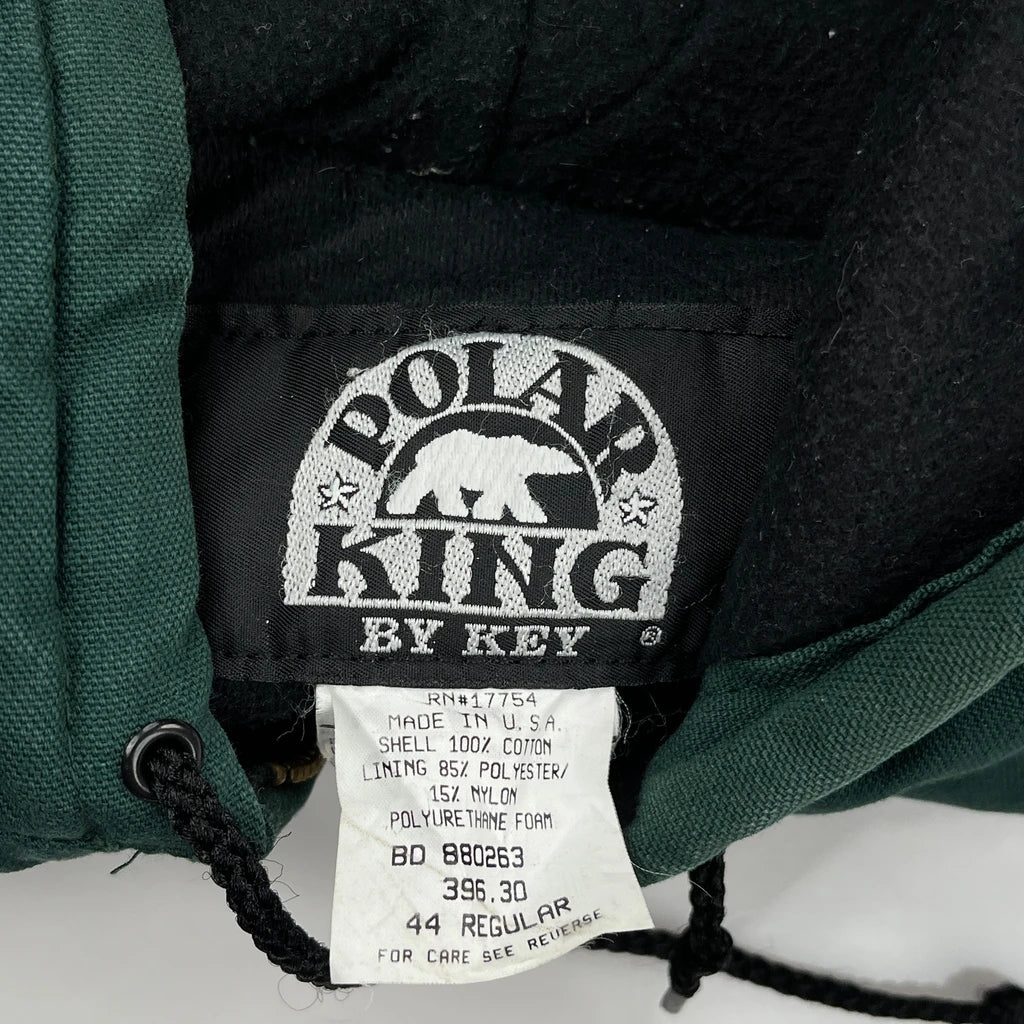 POLAR
KING
BY KEY ®
RN#17754
MADE IN U.S.A.
SHELL 100% COTTON
LINING 85% POLYESTER/
15% NYLON
POLYURETHANE FOAM
BD 880263
396.30
44 REGULAR
FOR CARE SEE REVERSE